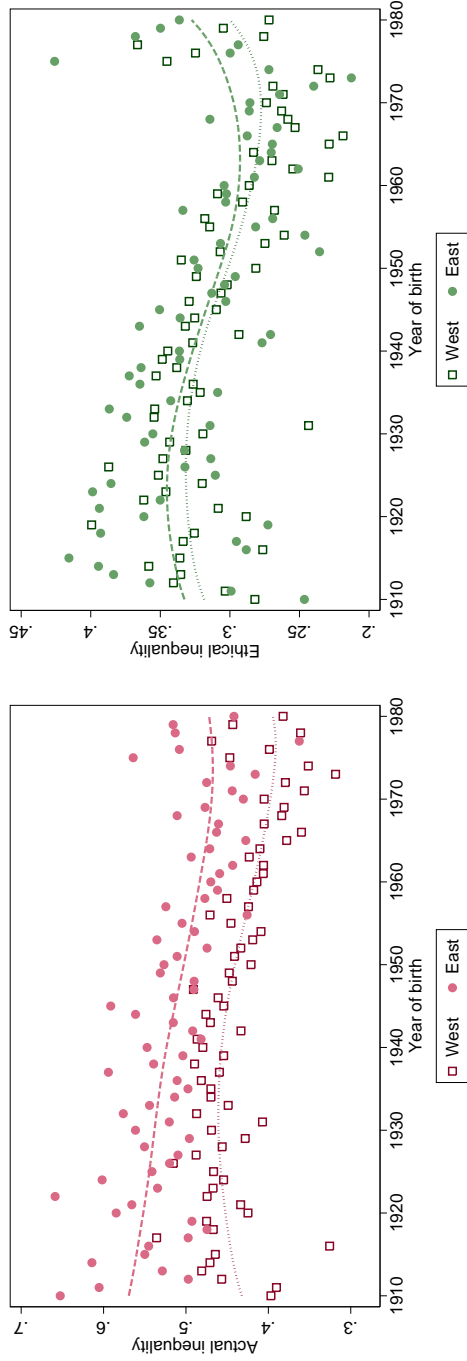 Actual inequality
.7
.6
.5
.4
.3
1910 1920 1930 1940 1950 1960 1970 1980
Year of birth
West East
Ethical inequality
.45
.4
.35
.3
.25
.2
1910 1920 1930 1940 1950 1960 1970 1980
Year of birth
West East